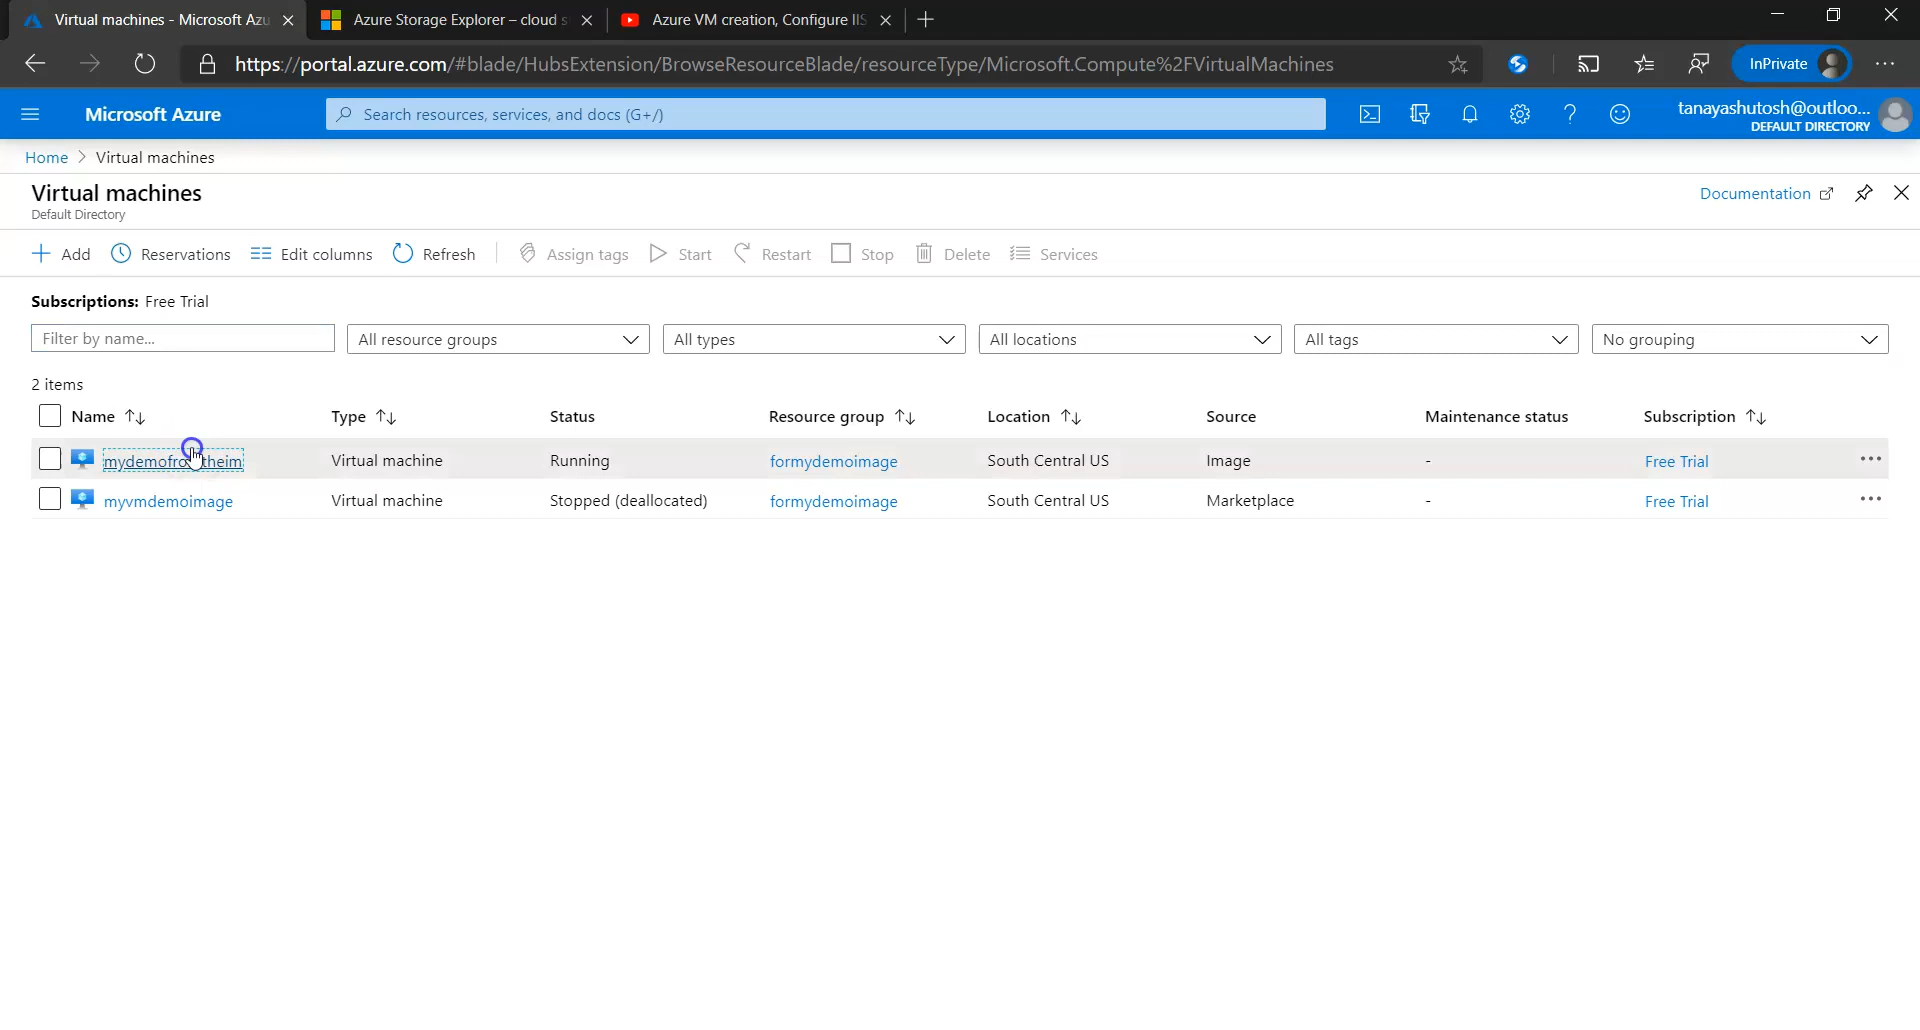 Virtual machines - Microsoft Azu
Azure Storage Explorer – cloud s
Azure VM creation, Configure IIS
https://portal.azure.com/#blade/HubsExtension/BrowseResourceBlade/resourceType/Microsoft.Compute%2FVirtualMachines
InPrivate
Microsoft Azure
Search resources, services, and docs (G+/)
tanayashutosh@outloo...
DEFAULT DIRECTORY
Home > Virtual machines
Virtual machines
Default Directory
Documentation
Add Reservations Edit columns Refresh Assign tags Start Restart Stop Delete Services
Subscriptions: Free Trial
Filter by name... All resource groups All types All locations All tags No grouping
2 items
Name Type Status Resource group Location Source Maintenance status Subscription
Virtual machine Running formydemoimage South Central US Image - Free Trial
myvmdemoimage Virtual machine Stopped (deallocated) formydemoimage South Central US Marketplace - Free Trial